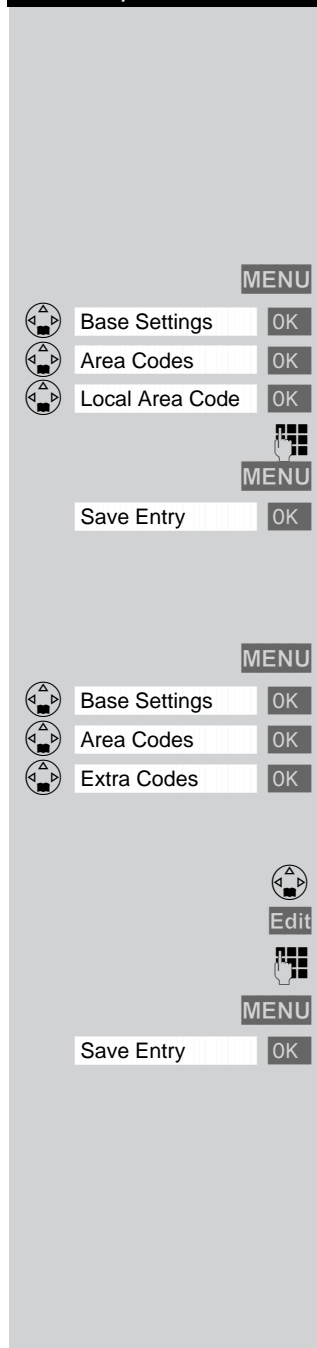 MENU
Base Settings OK
Area Codes OK
Local Area Code OK
MENU
Save Entry OK
MENU
Base Settings OK
Area Codes OK
Extra Codes OK
Edit
MENU
Save Entry OK